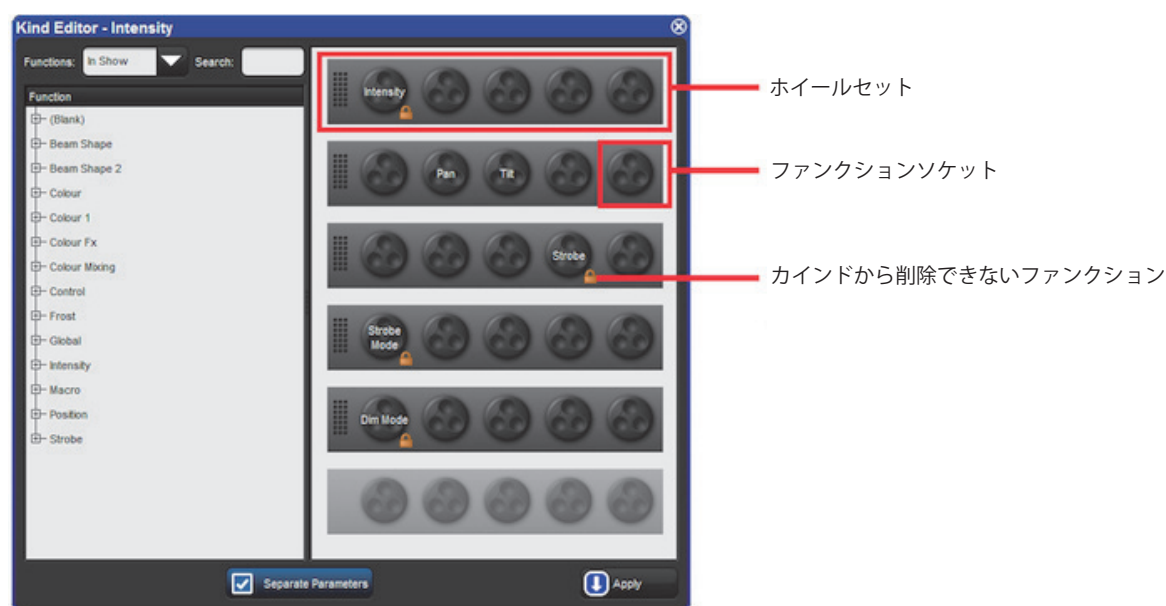 Kind Editor - Intensity
Functions: In Show Search:
Function
(Blank)
Beam Shape
Beam Shape 2
Colour
Colour 1
Colour Fx
Colour Mixing
Control
Frost
Global
Intensity
Macro
Position
Strobe
Intensity
Pan Tilt
Strobe
Strobe
Mode
Dim Mode
Separate Parameters
Apply
ホイールセット
ファンクションソケット
カインドから削除できないファンクション